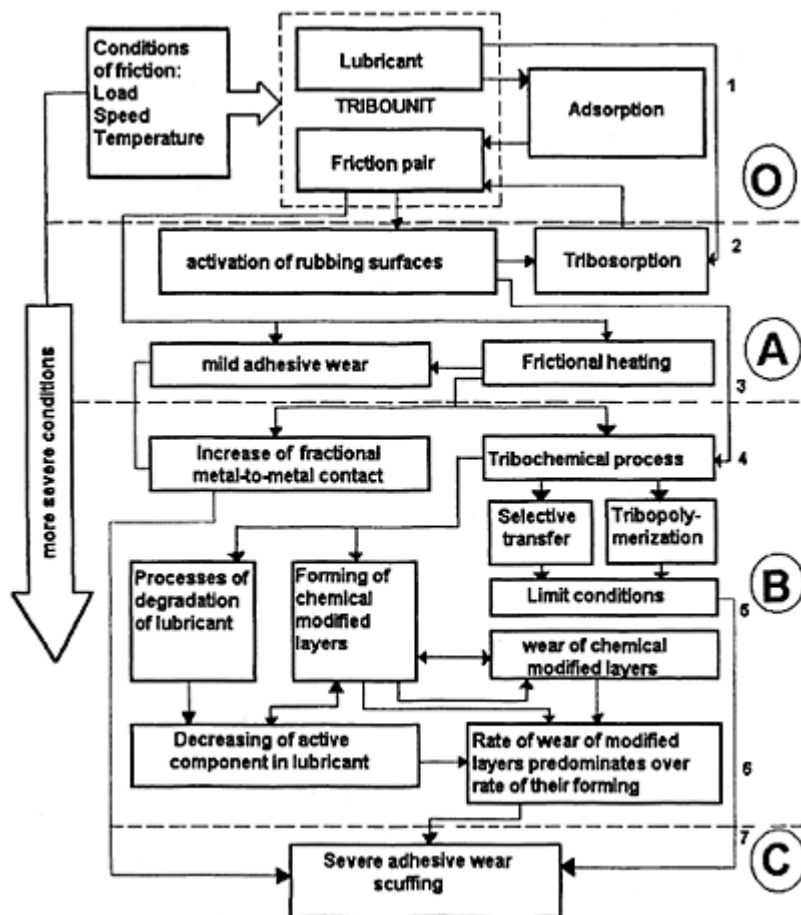 Conditions
of friction:
Load
Speed
Temperature
Lubricant
TRIBOUNIT
Friction pair
Adsorption
1
O
activation of rubbing surfaces
Tribosorption
2
mild adhesive wear
Frictional heating
A
3
more severe conditions
Increase of fractional
metal-to-metal contact
Tribochemical process
4
Selective
transfer
Tribopoly-
merization
Processes of
degradation
of lubricant
Forming of
chemical
modified
layers
Limit conditions
B
5
wear of chemical
modified layers
Decreasing of active
component in lubricant
Rate of wear of modified
layers predominates over
rate of their forming
6
7
Severe adhesive wear
scuffing
C